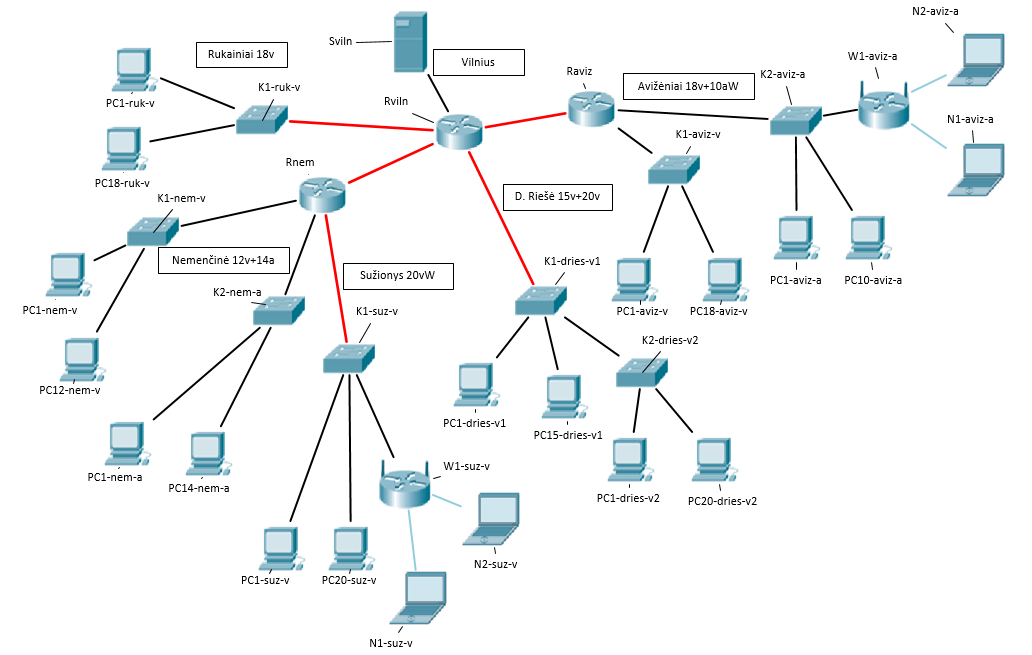 N2-aviz-a
Sviln
Rukainiai 18v
Vilnius
W1-aviz-a
Raviz
K2-aviz-a
Avižėniai 18v+10aW
K1-ruk-v
PC1-ruk-v
Rviln
N1-aviz-a
K1-aviz-v
Rnem
PC18-ruk-v
K1-nem-v
D. Riešė 15v+20v
Nemenčinė 12v+14a
K1-dries-v1
Sužionys 20vW
PC1-aviz-a
PC10-aviz-a
K2-nem-a
PC1-nem-v
K1-suz-v
PC1-aviz-v
PC18-aviz-v
K2-dries-v2
PC12-nem-v
PC1-dries-v1
PC15-dries-v1
W1-suz-v
PC1-nem-a
PC14-nem-a
PC1-dries-v2
PC20-dries-v2
N2-suz-v
PC1-suz-v
PC20-suz-v
N1-suz-v